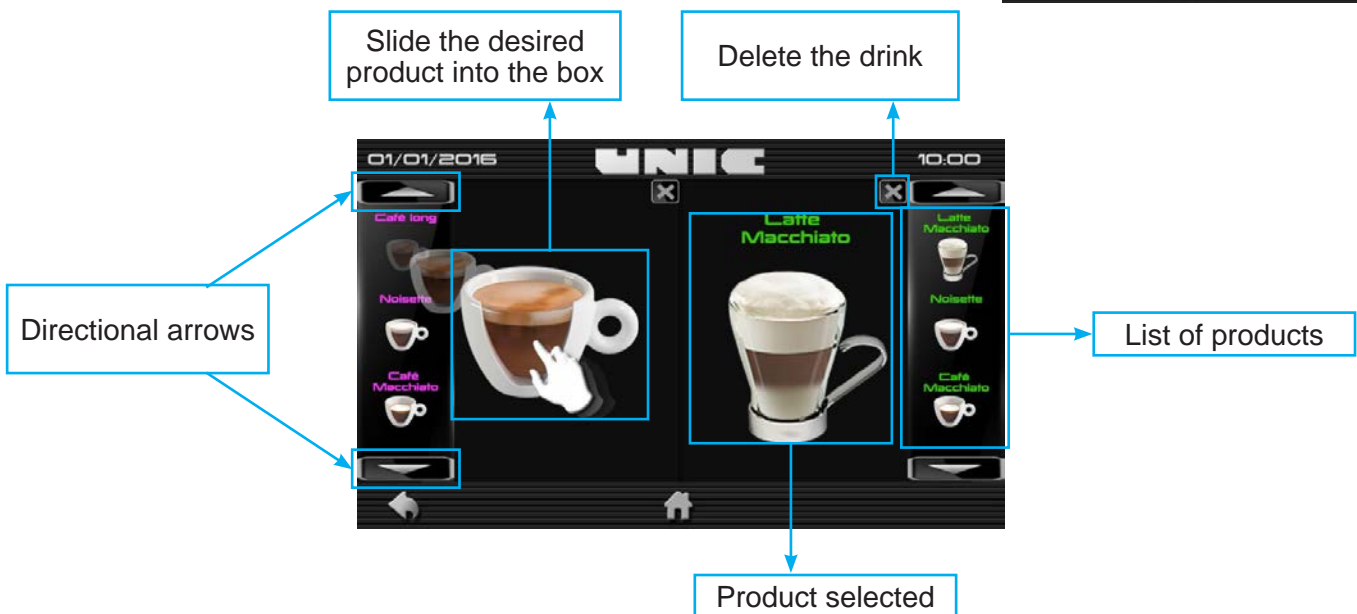 Slide the desired
product into the box
Delete the drink
01/01/2016
UNIC
10:00
Café long
Noisette
Café
Macchiato
Latte
Macchiato
Latte
Macchiato
Noisette
Café
Macchiato
Directional arrows
List of products
Product selected